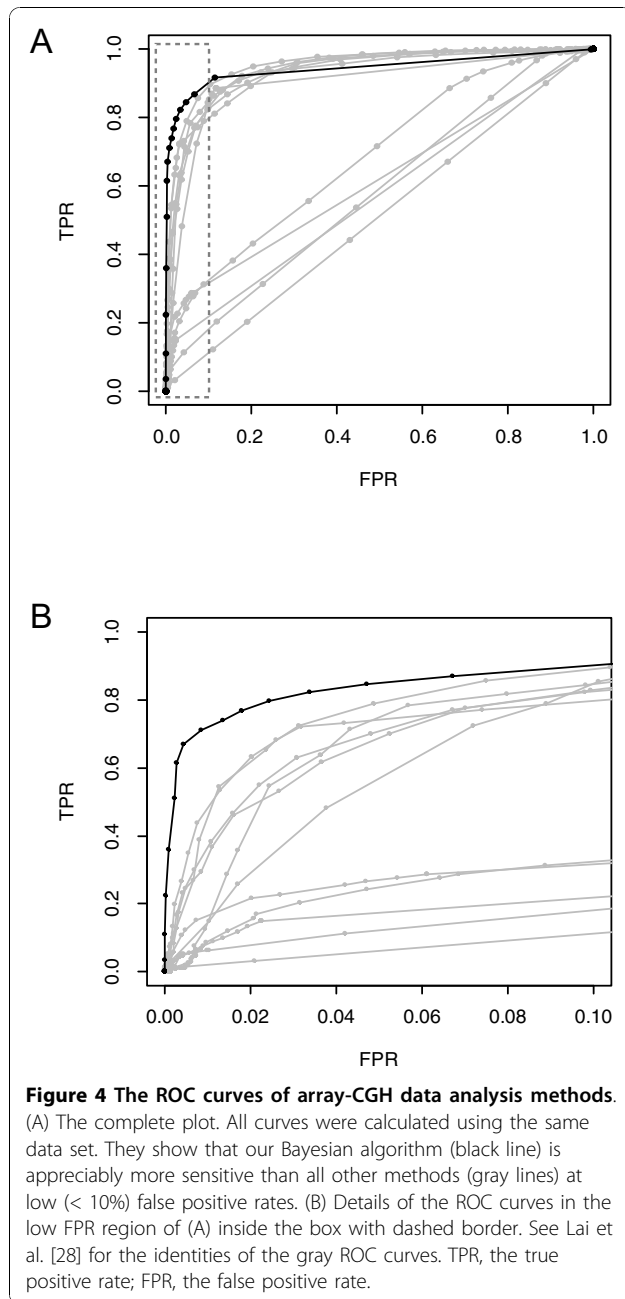 A
1.0
0.8
0.6
0.4
0.2
0.0
TPR
0.0 0.2 0.4 0.6 0.8 1.0
FPR
B
1.0
0.8
0.6
0.4
0.2
0.0
TPR
0.00 0.02 0.04 0.06 0.08 0.10
FPR
Figure 4 The ROC curves of array-CGH data analysis methods.
(A) The complete plot. All curves were calculated using the same
data set. They show that our Bayesian algorithm (black line) is
appreciably more sensitive than all other methods (gray lines) at
low (< 10%) false positive rates. (B) Details of the ROC curves in the
low FPR region of (A) inside the box with dashed border. See Lai et
al. [28] for the identities of the gray ROC curves. TPR, the true
positive rate; FPR, the false positive rate.